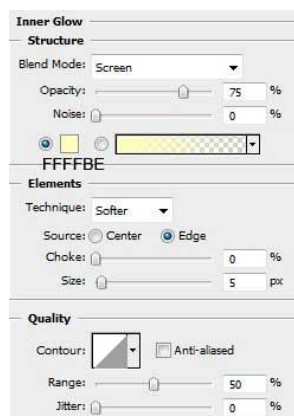 Inner Glow
Structure
Blend Mode: Screen
Opacity: 75 %
Noise: 0 %
FFFFBE
Elements
Technique: Softer
Source: Center Edge
Choke: 0 %
Size: 5 px
Quality
Contour: Anti-aliased
Range: 50 %
Jitter: 0 %